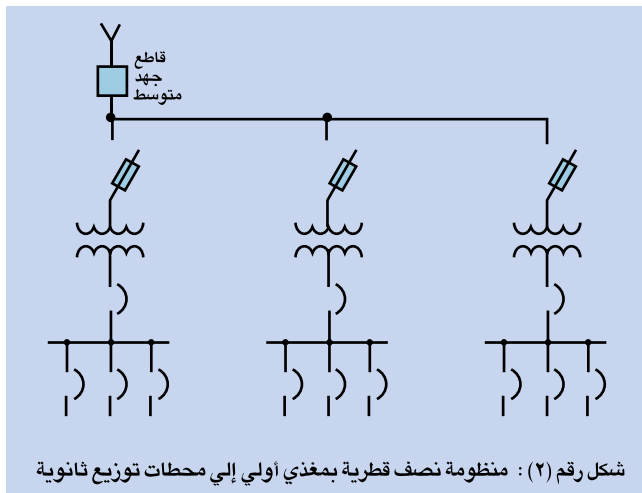 قاطع
جهد
متوسط
شكل رقم (٢) : منظومة نصف قطرية بمغذي أولي إلي محطات توزيع ثانوية